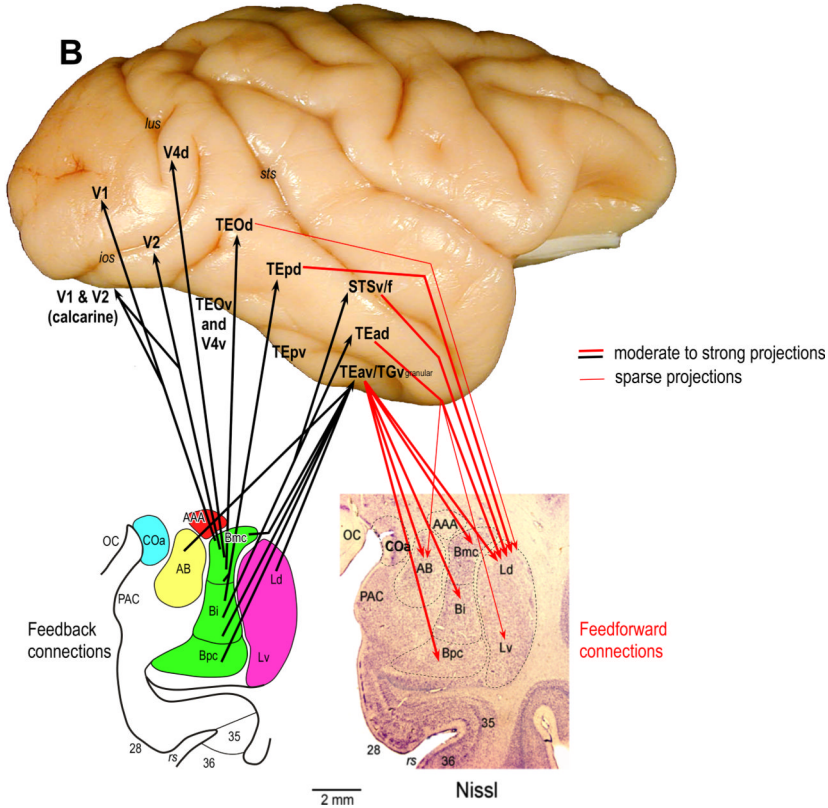 B
lus
V4d
sts
V1
TEOd
V2
ios
TEpd
STSv/f
V1 & V2
(calcarine)
TEOv
and
V4v
TEad
TEpv
TEav/TGv granular
moderate to strong projections
sparse projections
AAA
OC
COa
Bmc
AB
Ld
PAC
Bi
Feedback
connections
Bpc
Lv
35
28
rs
36
AAA
OC
COa
Bmc
AB
Ld
PAC
Bi
Lv
Bpc
Feedforward
connections
35
28
rs
36
2 mm
Nissl